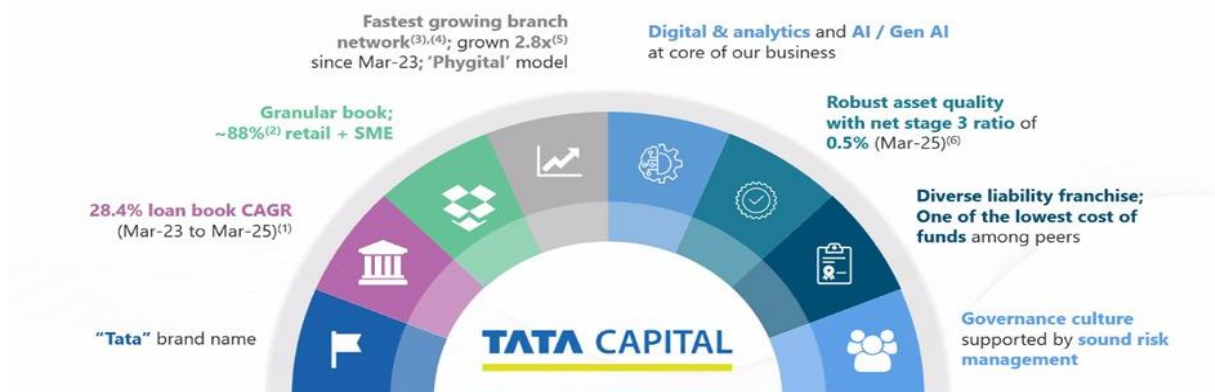 Fastest growing branch
network(3),(4); grown 2.8x(5)
since Mar-23; ‘Phygital’ model
Digital & analytics and AI / Gen AI
at core of our business
Granular book;
~88%(2) retail + SME
Robust asset quality
with net stage 3 ratio of
0.5% (Mar-25)(6)
28.4% loan book CAGR
(Mar-23 to Mar-25)(1)
Diverse liability franchise;
One of the lowest cost of
funds among peers
“Tata” brand name
TATA CAPITAL
Governance culture
supported by sound risk
management